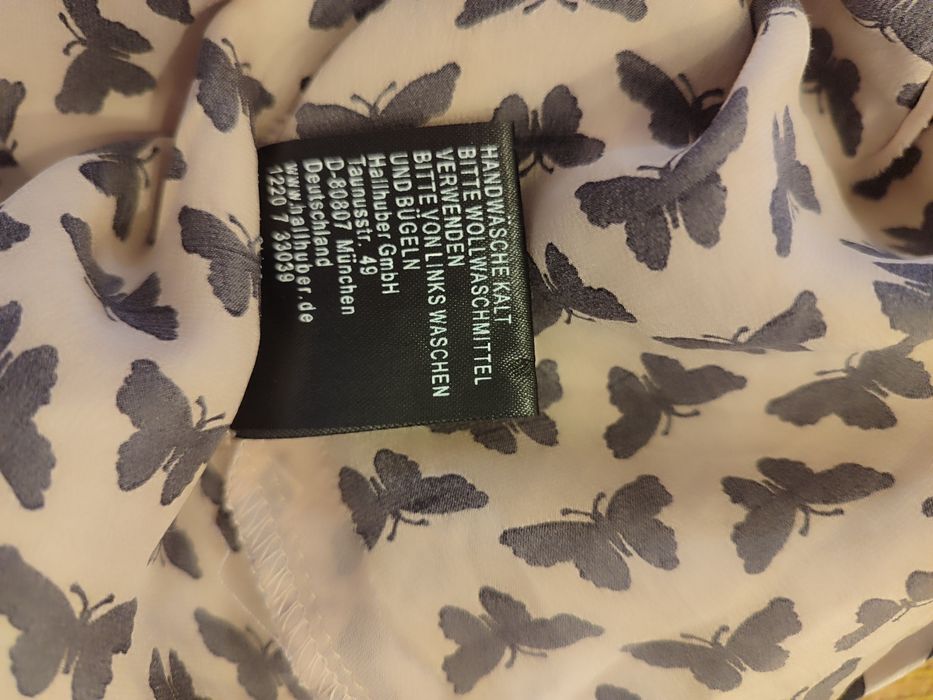 HANDWÄSCHE KALT
BITTE WOLLWASCHMITTEL
VERWENDEN
BITTE VON LINKS WASCHEN
UND BÜGELN
Hallhuber GmbH
Taunusstr. 49
D-80807 München
Deutschland
www.hallhuber.de
1220 7 33039